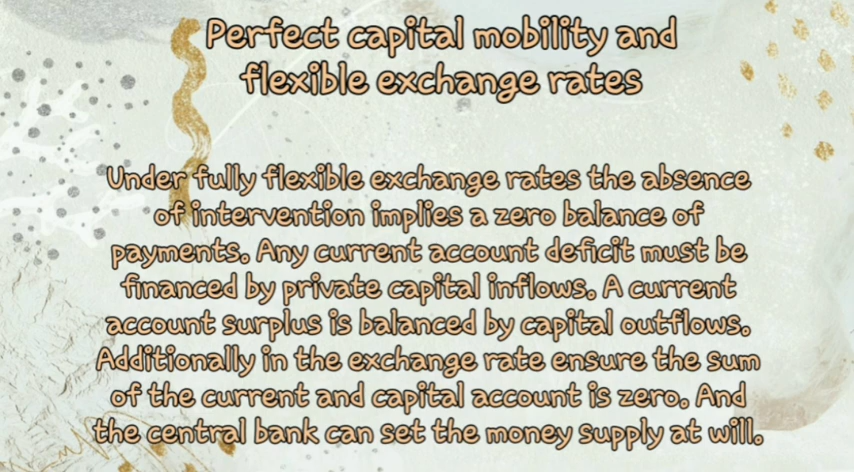 Perfect capital mobility and
flexible exchange rates
Under fully flexible exchange rates the absence
of intervention implies a zero balance of
payments. Any current account deficit must be
financed by private capital inflows. A current
account surplus is balanced by capital outflows.
Additionally in the exchange rate ensure the sum
of the current and capital account is zero. And
the central bank can set the money supply at will.